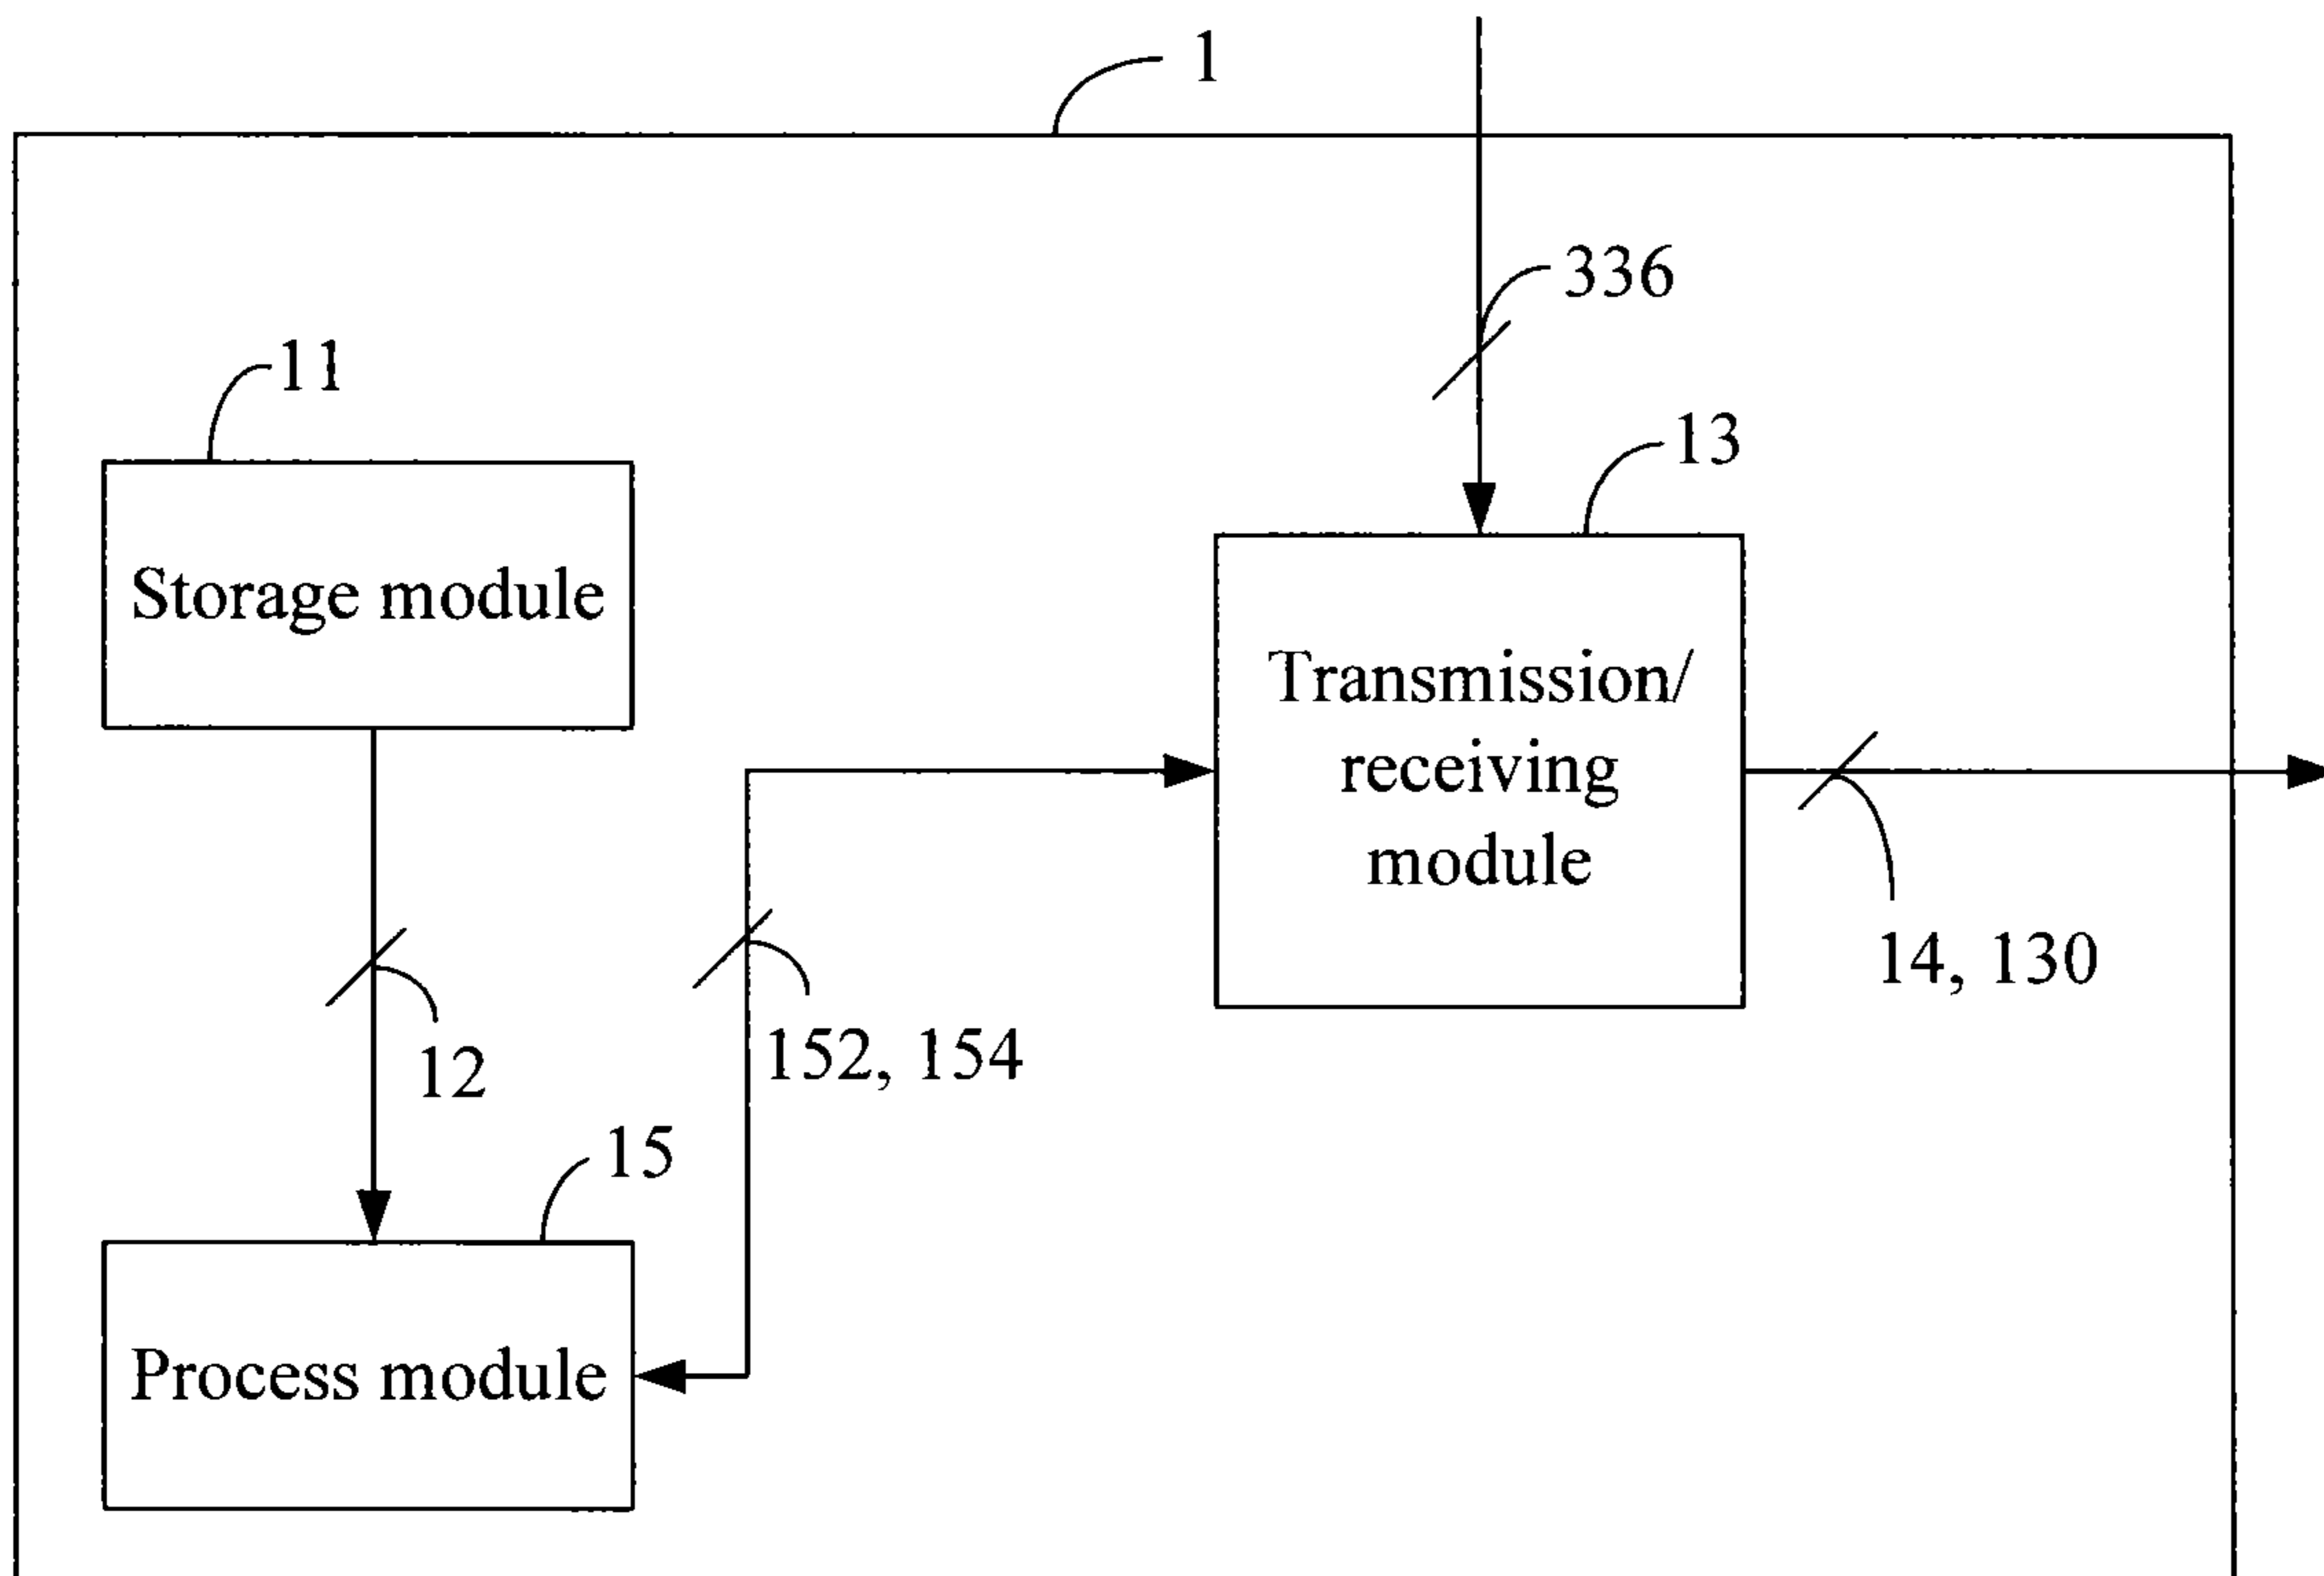 1
336
11
13
Storage module
Transmission/
receiving
module
14, 130
12
152, 154
15
Process module